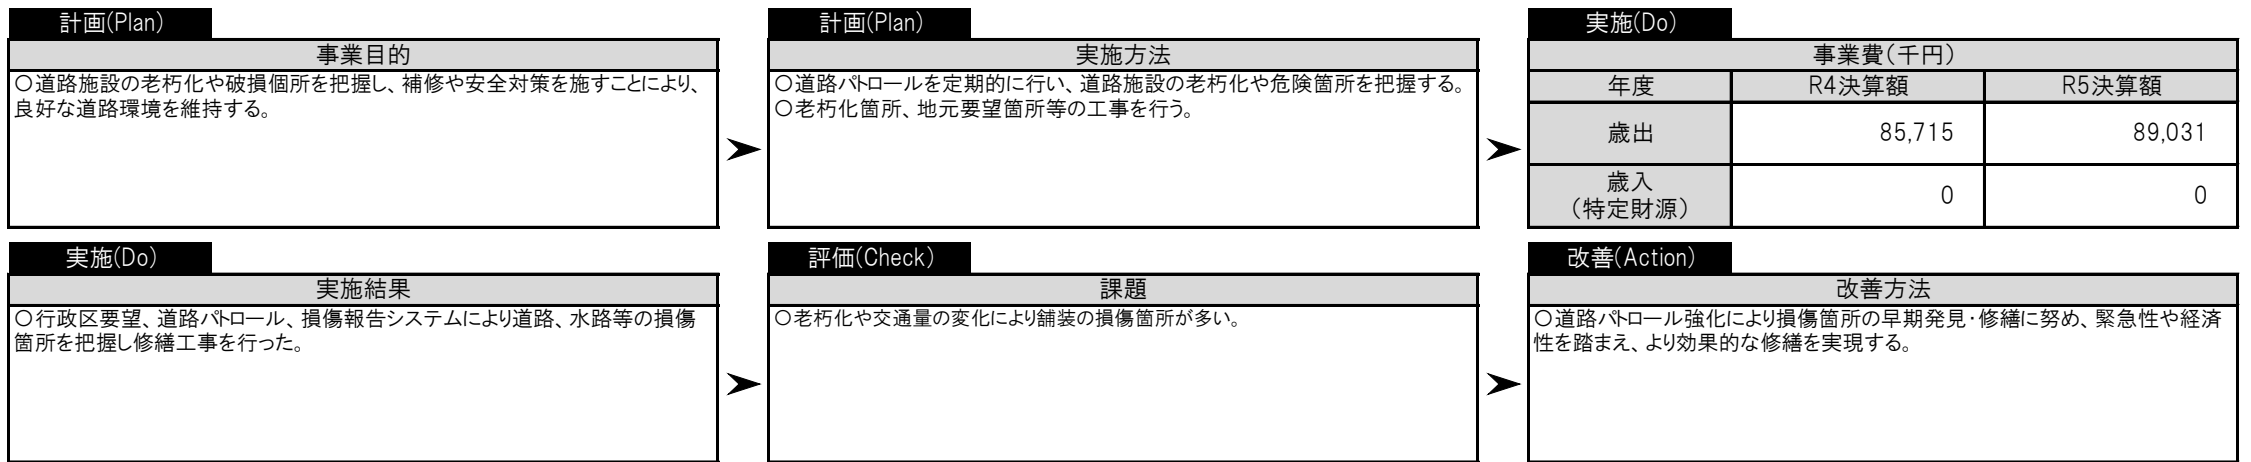 計画(Plan)
事業目的
○道路施設の老朽化や破損個所を把握し、補修や安全対策を施すことにより、
良好な道路環境を維持する。
計画(Plan)
実施方法
○道路パトロールを定期的に行い、道路施設の老朽化や危険箇所を把握する。
○老朽化箇所、地元要望箇所等の工事を行う。
実施(Do)
事業費(千円)
年度 R4決算額 R5決算額
歳出 85,715 89,031
歳入
(特定財源) 0 0
実施(Do)
実施結果
○行政区要望、道路パトロール、損傷報告システムにより道路、水路等の損傷
箇所を把握し修繕工事を行った。
評価(Check)
課題
○老朽化や交通量の変化により舗装の損傷箇所が多い。
改善(Action)
改善方法
○道路パトロール強化により損傷箇所の早期発見・修繕に努め、緊急性や経済
性を踏まえ、より効果的な修繕を実現する。